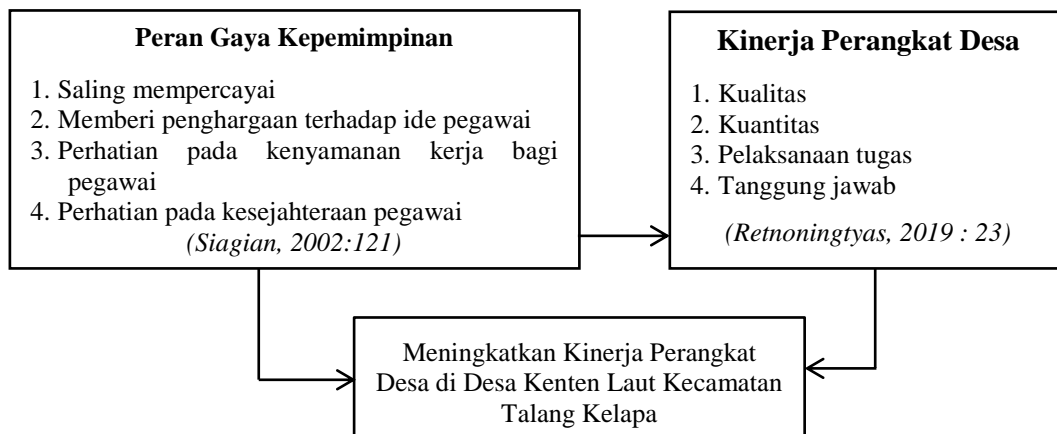 Peran Gaya Kepemimpinan
1. Saling mempercayai
2. Memberi penghargaan terhadap ide pegawai
3. Perhatian pada kenyamanan kerja bagi
pegawai
4. Perhatian pada kesejahteraan pegawai
(Siagian, 2002:121)
Kinerja Perangkat Desa
1. Kualitas
2. Kuantitas
3. Pelaksanaan tugas
4. Tanggung jawab
(Retnoningtyas, 2019 : 23)
Meningkatkan Kinerja Perangkat
Desa di Desa Kenten Laut Kecamatan
Talang Kelapa